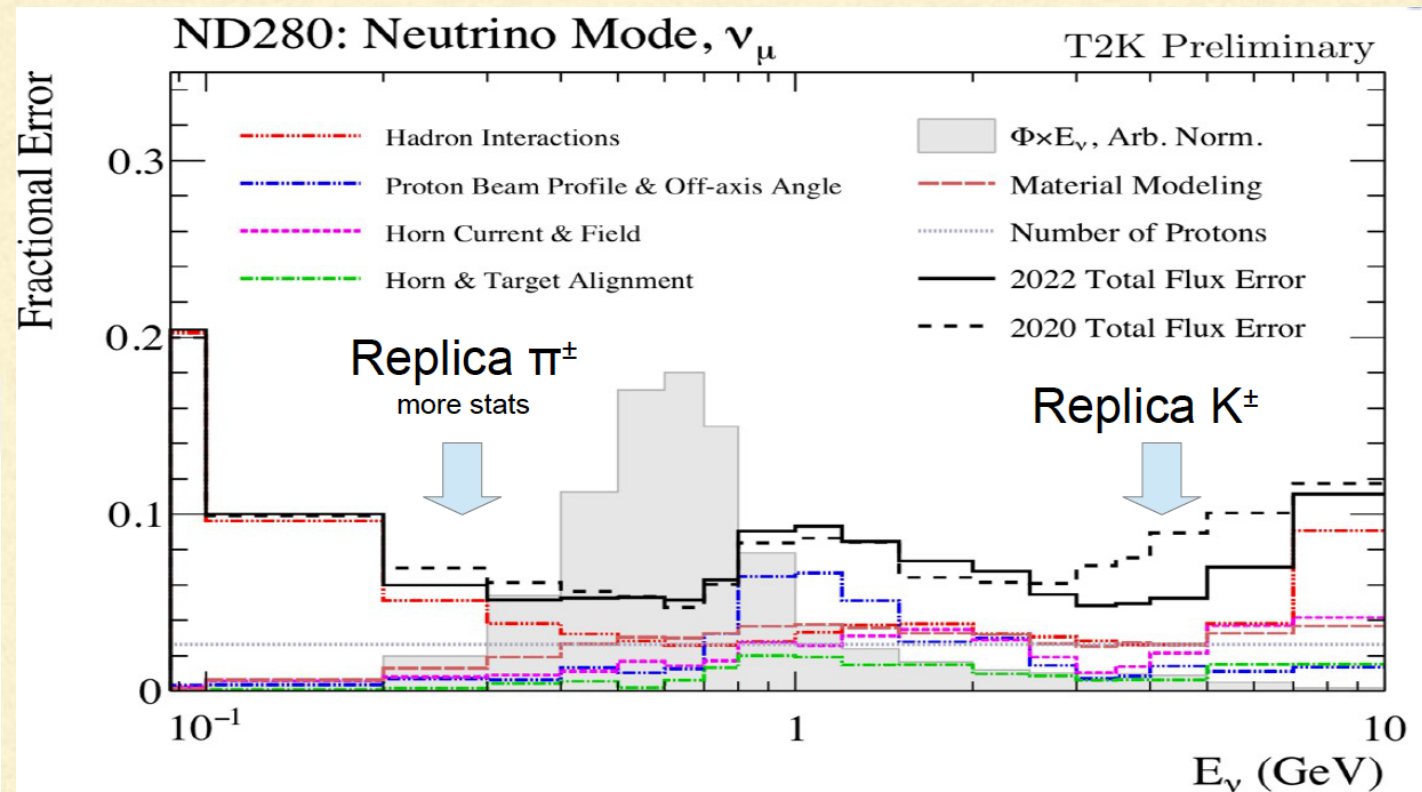 ND280: Neutrino Mode, νμ
T2K Preliminary
Fractional Error
Hadron Interactions
Proton Beam Profile & Off-axis Angle
Horn Current & Field
Horn & Target Alignment
Φ×Eν, Arb. Norm.
Material Modeling
Number of Protons
2022 Total Flux Error
2020 Total Flux Error
0.3
0.2
0.1
0
Replica π±
more stats
Replica K±
10⁻¹
1
10
Eν (GeV)